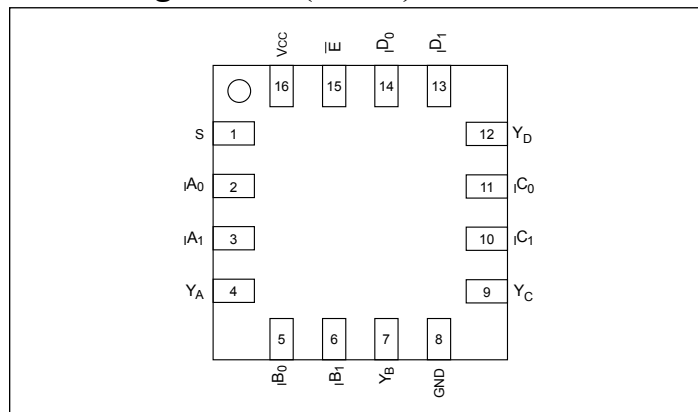 VCC E̅ ID0 ID1
16 15 14 13
S 1 12 YD
IA0 2 11 IC0
IA1 3 10 IC1
YA 4 9 YC
5 6 7 8
IB0 IB1 YB GND